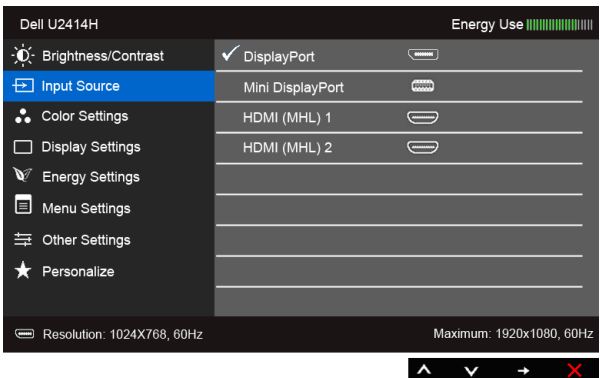 Dell U2414H
Energy Use
Brightness/Contrast
DisplayPort
Input Source
Mini DisplayPort
Color Settings
HDMI (MHL) 1
Display Settings
HDMI (MHL) 2
Energy Settings
Menu Settings
Other Settings
Personalize
Resolution: 1024X768, 60Hz
Maximum: 1920x1080, 60Hz